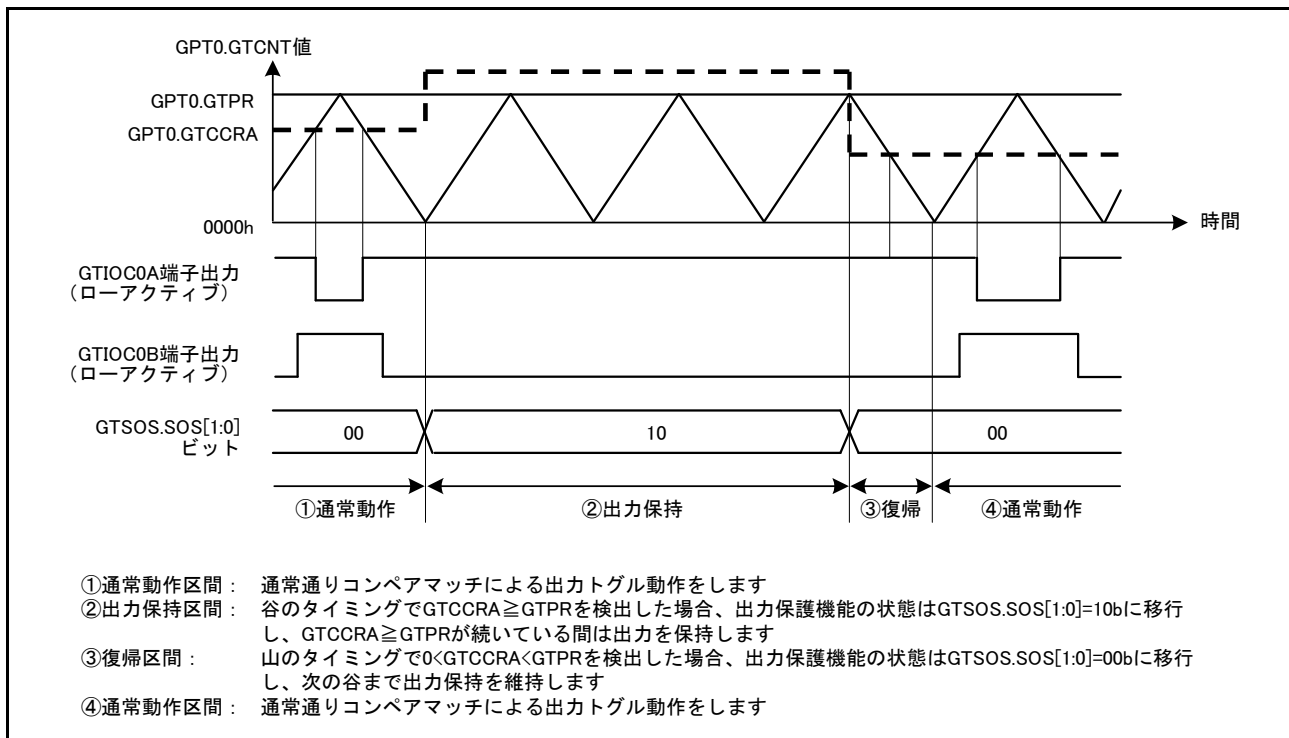 GPT0.GTCNT値
GPT0.GTPR
GPT0.GTCCRA
0000h
時間
GTIOC0A端子出力
（ローアクティブ）
GTIOC0B端子出力
（ローアクティブ）
GTSOS.SOS[1:0]
ビット
00
10
00
①通常動作
②出力保持
③復帰
④通常動作
①通常動作区間： 通常通りコンペアマッチによる出力トグル動作をします
②出力保持区間： 谷のタイミングでGTCCRA≧GTPRを検出した場合、出力保護機能の状態はGTSOS.SOS[1:0]=10bに移行
し、GTCCRA≧GTPRが続いている間は出力を保持します
③復帰区間： 山のタイミングで0<GTCCRA<GTPRを検出した場合、出力保護機能の状態はGTSOS.SOS[1:0]=00bに移行
し、次の谷まで出力保持を維持します
④通常動作区間： 通常通りコンペアマッチによる出力トグル動作をします